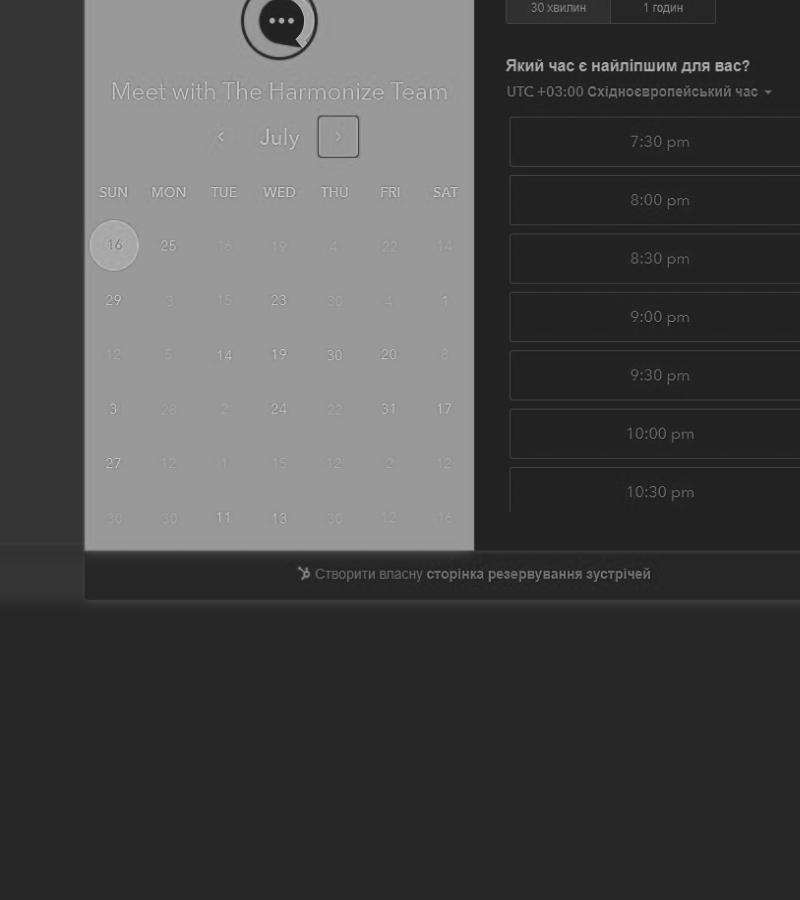 30 хвилин 1 годин
Meet with The Harmonize Team
July
SUN MON TUE WED THU FRI SAT
16 25 16 19 4 22 14
29 3 15 23 30 4 1
12 5 14 19 30 20 8
3 28 2 24 22 31 17
27 12 1 15 12 2 12
30 30 11 13 30 12 16
Який час є найліпшим для вас?
UTC +03:00 Східноєвропейський час
7:30 pm
8:00 pm
8:30 pm
9:00 pm
9:30 pm
10:00 pm
10:30 pm
Створити власну сторінка резервування зустрічей